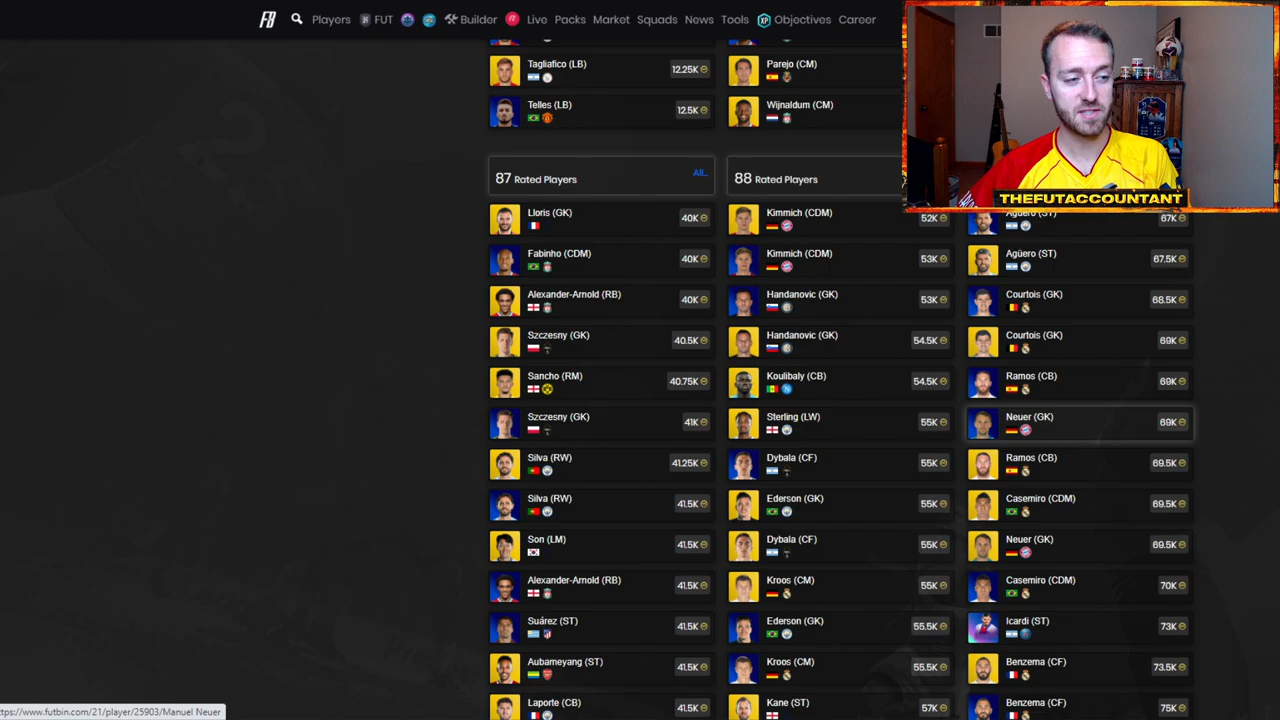 F8 Players FUT Builder Live Packs Market Squads News Tools XP Objectives Career
Tagliafico (LB) 12.25K
Telles (LB) 12.5K
Parejo (CM)
Wijnaldum (CM)
87 Rated Players All..
Lloris (GK) 40K
Fabinho (CDM) 40K
Alexander-Arnold (RB) 40K
Szczesny (GK) 40.5K
Sancho (RM) 40.75K
Szczesny (GK) 41K
Silva (RW) 41.25K
Silva (RW) 41.5K
Son (LM) 41.5K
Alexander-Arnold (RB) 41.5K
Suárez (ST) 41.5K
Aubameyang (ST) 41.5K
Laporte (CB) 41.5K
88 Rated Players
Kimmich (CDM) 52K
Kimmich (CDM) 53K
Handanovic (GK) 53K
Handanovic (GK) 54.5K
Koulibaly (CB) 54.5K
Sterling (LW) 55K
Dybala (CF) 55K
Ederson (GK) 55K
Dybala (CF) 55K
Kroos (CM) 55K
Ederson (GK) 55.5K
Kroos (CM) 55.5K
Kane (ST) 57K
Agüero (ST) 67K
Agüero (ST) 67.5K
Courtois (GK) 68.5K
Courtois (GK) 69K
Ramos (CB) 69K
Neuer (GK) 69K
Ramos (CB) 69.5K
Casemiro (CDM) 69.5K
Neuer (GK) 69.5K
Casemiro (CDM) 70K
Icardi (ST) 73K
Benzema (CF) 73.5K
Benzema (CF) 75K
THEFUTACCOUNTANT
ttps://www.futbin.com/21/player/25903/Manuel Neuer